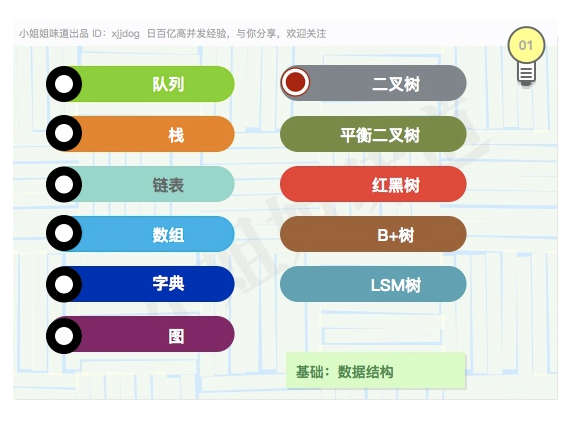 小姐姐味道出品 ID：xjjdog 日百亿高并发经验，与你分享，欢迎关注
01
队列
栈
链表
数组
字典
图
二叉树
平衡二叉树
红黑树
B+树
LSM树
基础：数据结构